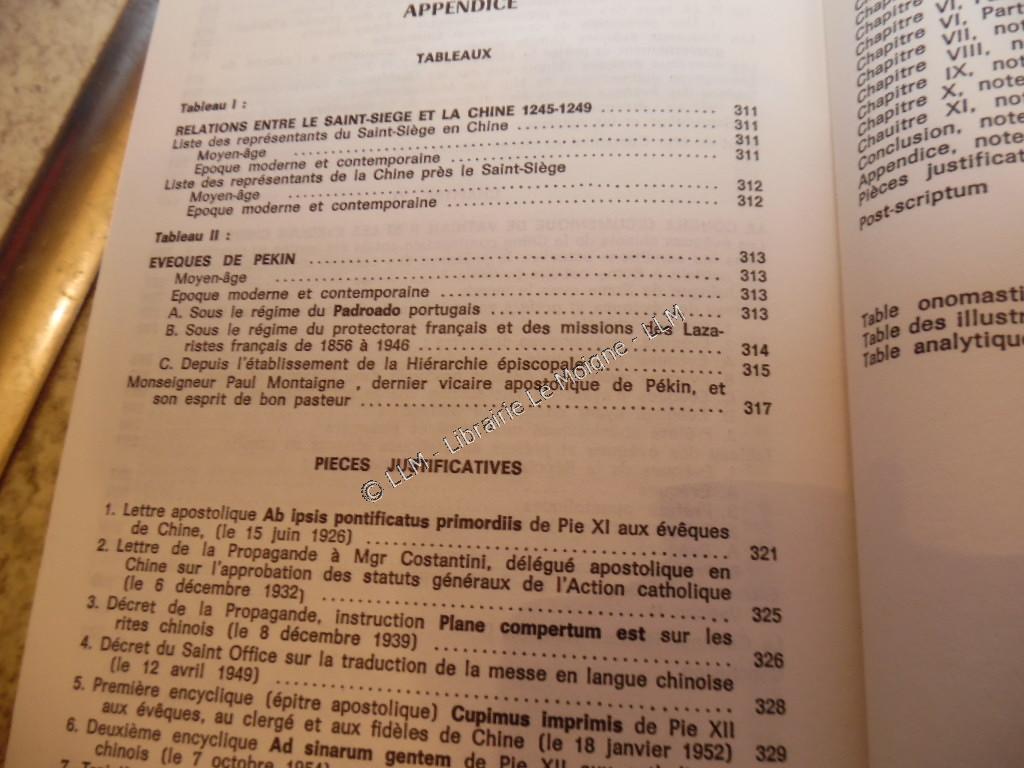 APPENDICE
TABLEAUX
Tableau I :
RELATIONS ENTRE LE SAINT-SIEGE ET LA CHINE 1245-1249 .................. 311
Liste des représentants du Saint-Siège en Chine .................. 311
Moyen-âge .................. 311
Epoque moderne et contemporaine .................. 311
Liste des représentants de la Chine près le Saint-Siège
Moyen-âge .................. 312
Epoque moderne et contemporaine .................. 312
Tableau II :
EVEQUES DE PEKIN .................. 313
Moyen-âge .................. 313
Epoque moderne et contemporaine .................. 313
A. Sous le régime du Padroado portugais .................. 313
B. Sous le régime du protectorat français et des missions des Laza-
ristes français de 1856 à 1946 .................. 314
C. Depuis l'établissement de la Hiérarchie épiscopale .................. 315
Monseigneur Paul Montaigne , dernier vicaire apostolique de Pékin, et
son esprit de bon pasteur .................. 317
PIECES JUSTIFICATIVES
1. Lettre apostolique Ab ipsis pontificatus primordiis de Pie XI aux évêques
de Chine, (le 15 juin 1926) .................. 321
2. Lettre de la Propagande à Mgr Costantini, délégué apostolique en
Chine sur l'approbation des statuts généraux de l'Action catholique
(le 6 décembre 1932) .................. 325
3. Décret de la Propagande, instruction Plane compertum est sur les
rites chinois (le 8 décembre 1939) .................. 326
4. Décret du Saint Office sur la traduction de la messe en langue chinoise
(le 12 avril 1949) .................. 328
5. Première encyclique (épitre apostolique) Cupimus imprimis de Pie XII
aux évêques, au clergé et aux fidèles de Chine (le 18 janvier 1952) 329
6. Deuxième encyclique Ad sinarum gentem de Pie XII
chinois (le 7 octobre 1954)
7.
© LLM - Librairie Le Moigne - LLM
Chapitre VI, Part
Chapitre VII, not
Chapitre VIII, not
Chapitre IX, note
Chapitre X, note
Chauitre XI, note
Conclusion, note
Appendice, note
Pièces justificat
Post-scriptum
Table onomasti
Table des illustr
Table analytique